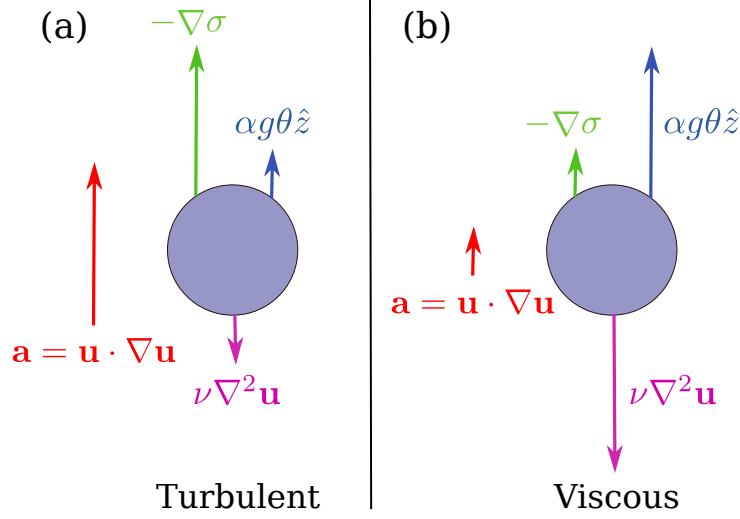 (a)
−∇σ
αgθẑ
a = u · ∇u
ν∇²u
Turbulent
(b)
−∇σ
αgθẑ
a = u · ∇u
ν∇²u
Viscous